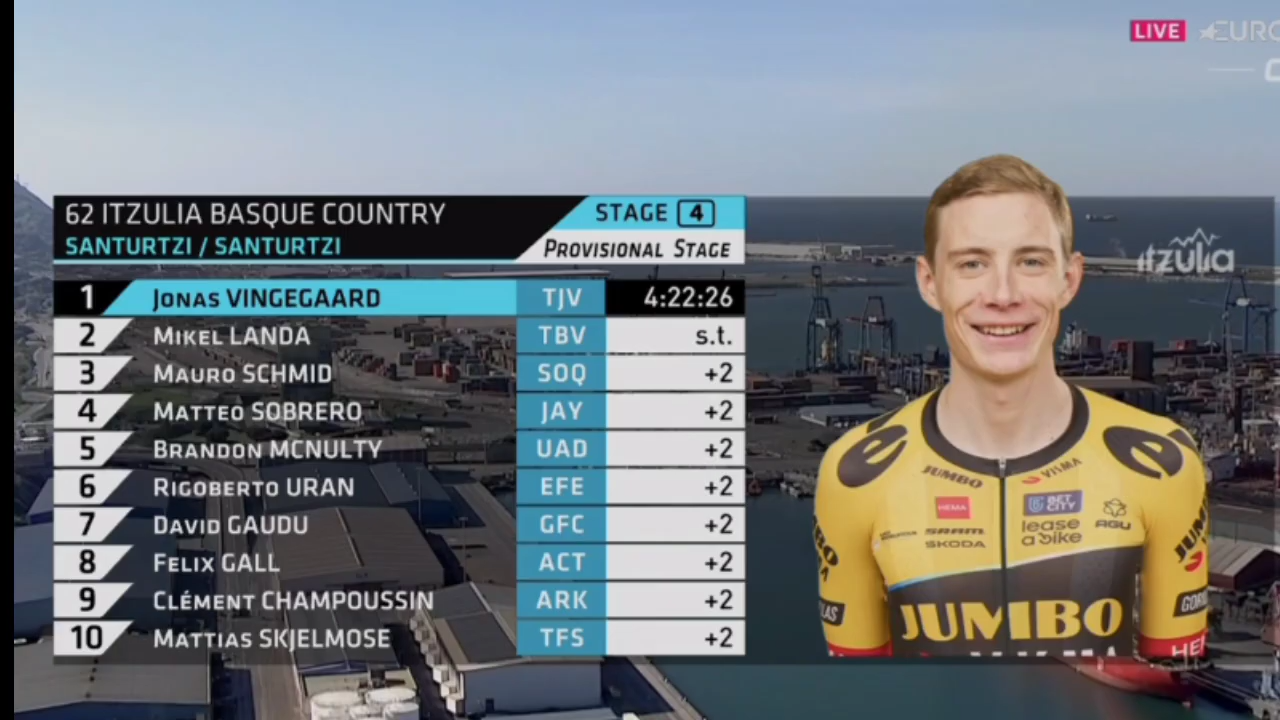 LIVE EURO
62 ITZULIA BASQUE COUNTRY
STAGE 4
SANTURTZI / SANTURTZI
PROVISIONAL STAGE
itzulia
1 JONAS VINGEGAARD TJV 4:22:26
2 MIKEL LANDA TBV s.t.
3 MAURO SCHMID SOQ +2
4 MATTEO SOBRERO JAY +2
5 BRANDON MCNULTY UAD +2
6 RIGOBERTO URAN EFE +2
7 DAVID GAUDU GFC +2
8 FELIX GALL ACT +2
9 CLÉMENT CHAMPOUSSIN ARK +2
10 MATTIAS SKJELMOSE TFS +2
JUMBO VISMA
HEMA BET CITY
SRAM lease a bike AGU
SKODA
JUMBO